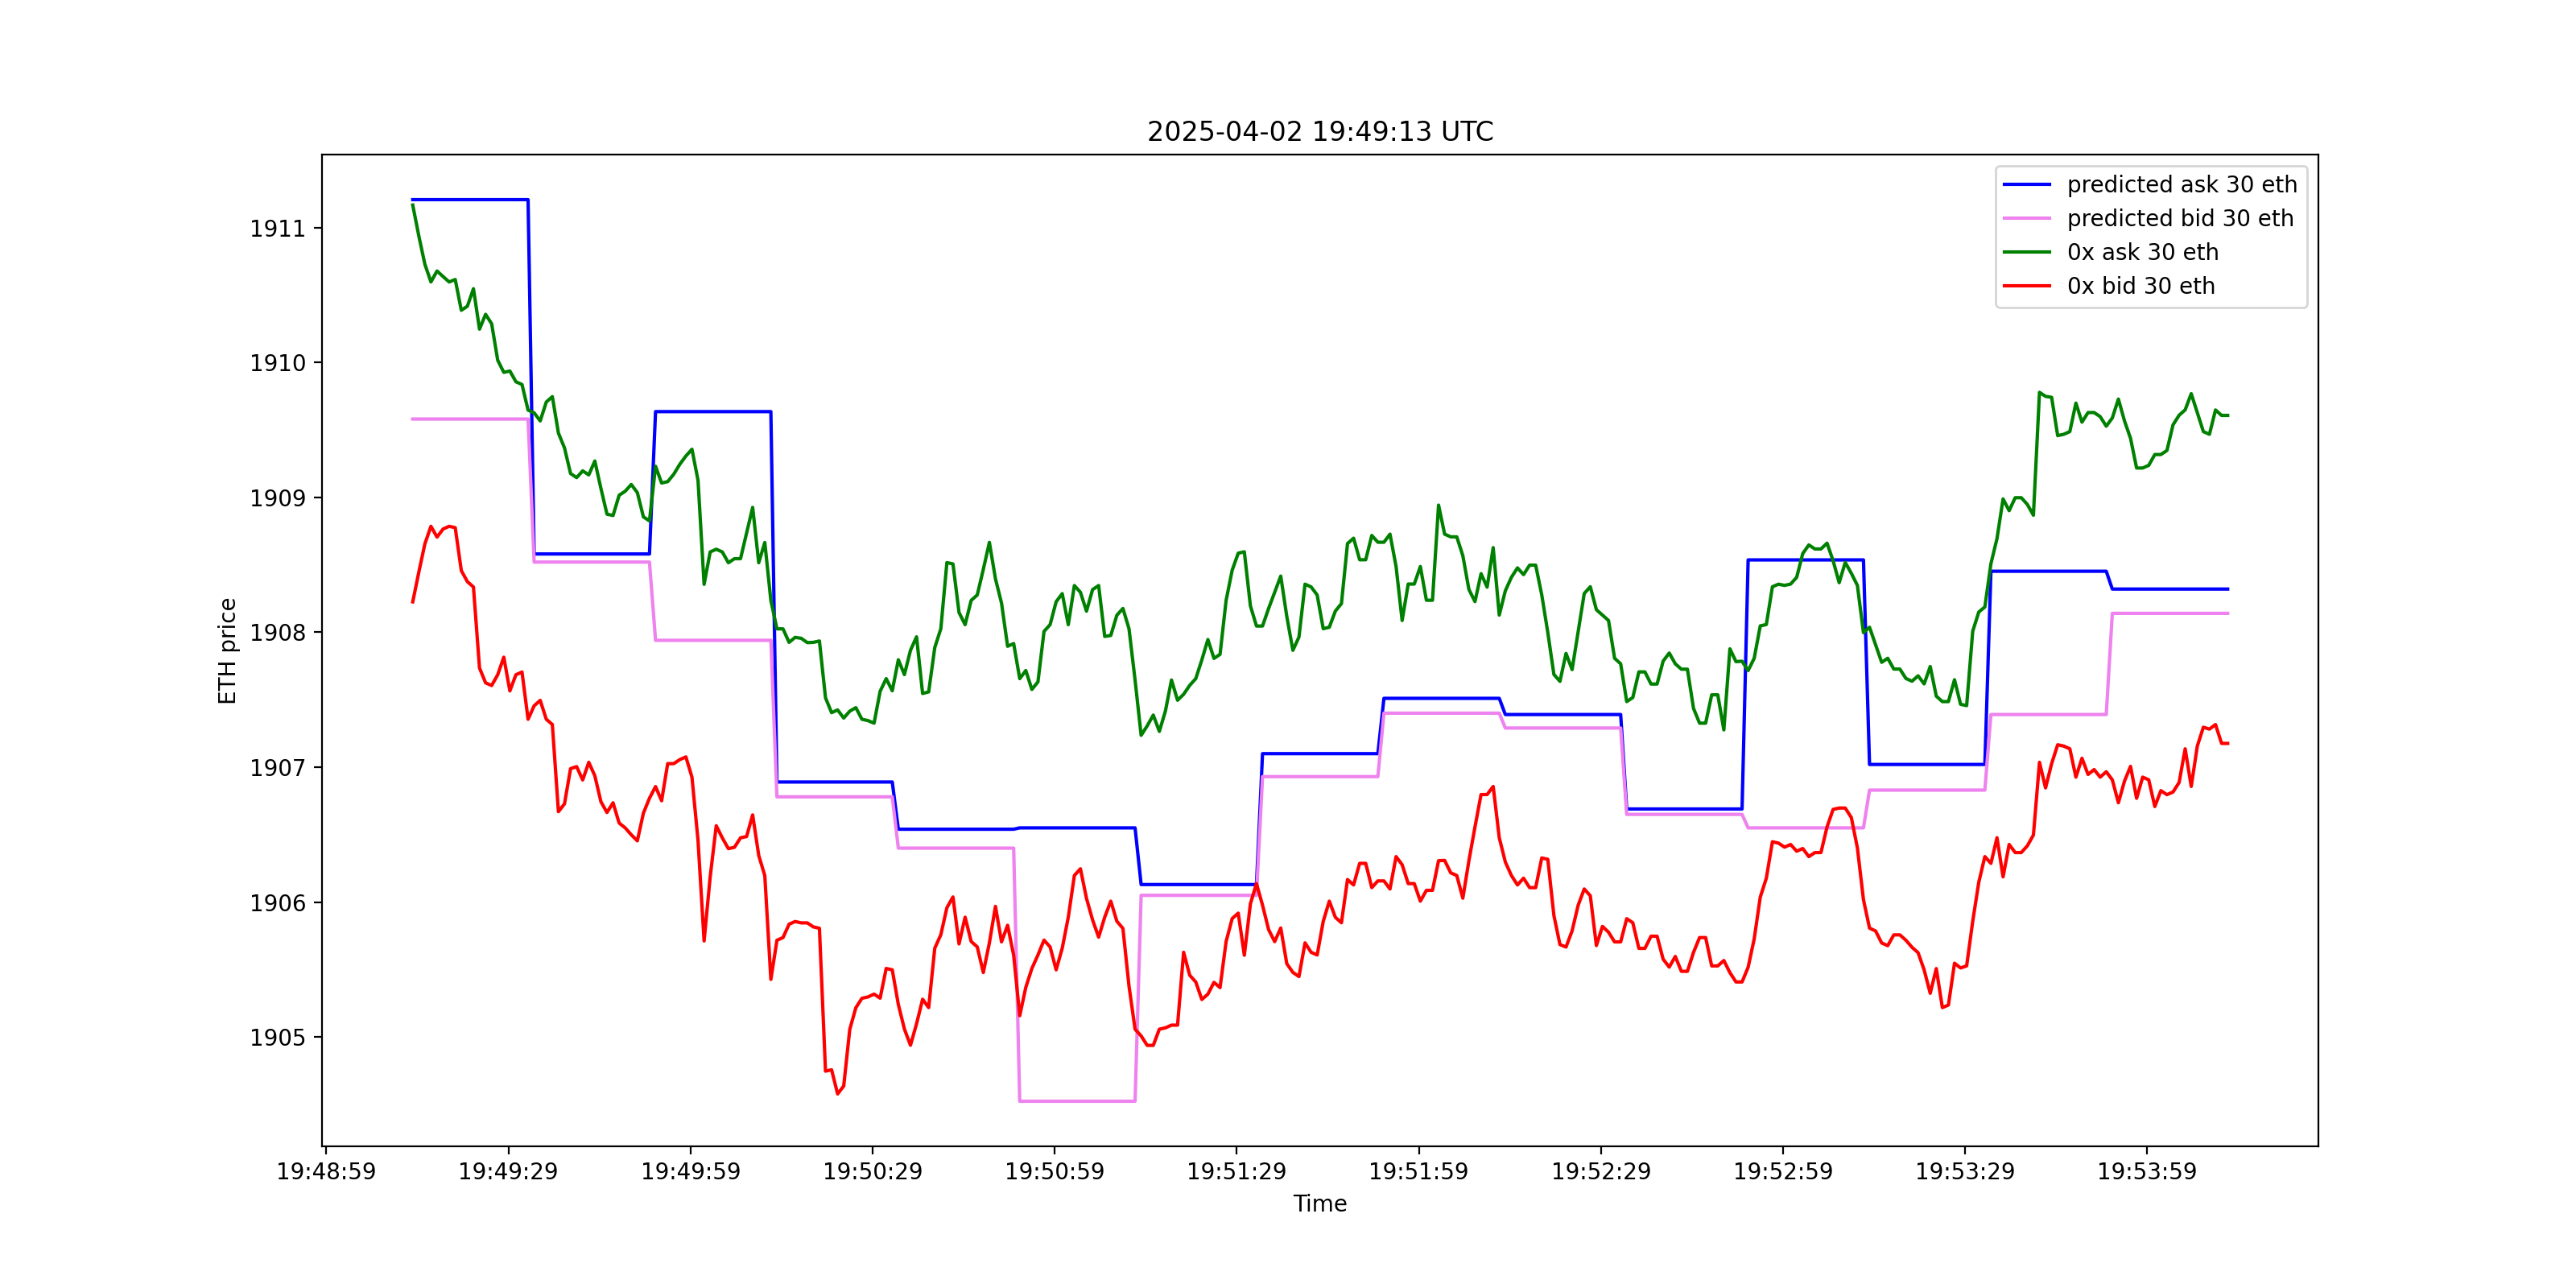 2025-04-02 19:49:13 UTC
predicted ask 30 eth
predicted bid 30 eth
0x ask 30 eth
0x bid 30 eth
1911
1910
1909
1908
1907
1906
1905
ETH price
19:48:59 19:49:29 19:49:59 19:50:29 19:50:59 19:51:29 19:51:59 19:52:29 19:52:59 19:53:29 19:53:59
Time